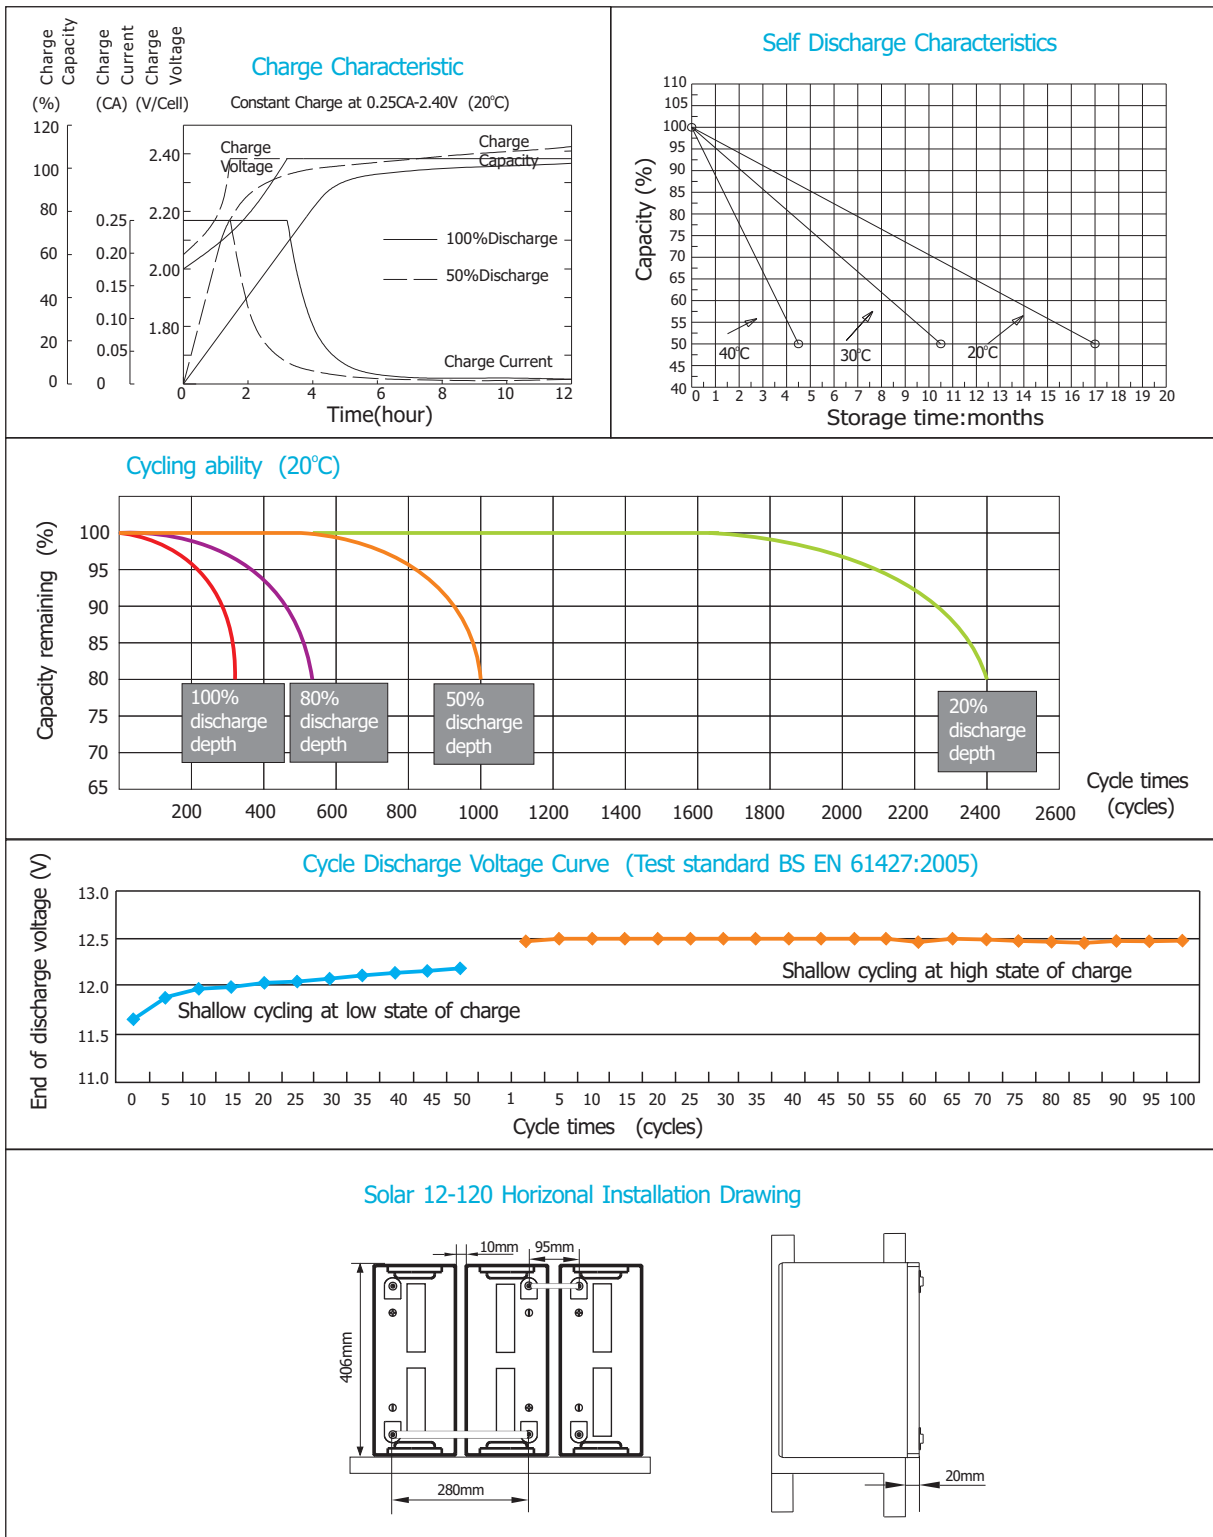 Charge Capacity
Charge Current
Charge Voltage
(%)
(CA)
(V/Cell)
Charge Characteristic
Constant Charge at 0.25CA-2.40V (20°C)
120
100
80
60
40
20
0
0.25
0.20
0.15
0.10
0.05
0
2.40
2.20
2.00
1.80
Charge
Voltage
Charge
Capacity
100%Discharge
50%Discharge
Charge Current
0 2 4 6 8 10 12
Time(hour)
Self Discharge Characteristics
Capacity (%)
110
105
100
95
90
85
80
75
70
65
60
55
50
45
40
40°C
30°C
20°C
0 1 2 3 4 5 6 7 8 9 10 11 12 13 14 15 16 17 18 19 20
Storage time:months
Cycling ability (20°C)
Capacity remaining (%)
100
95
90
85
80
75
70
65
100%
discharge
depth
80%
discharge
depth
50%
discharge
depth
20%
discharge
depth
200 400 600 800 1000 1200 1400 1600 1800 2000 2200 2400 2600
Cycle times
(cycles)
Cycle Discharge Voltage Curve (Test standard BS EN 61427:2005)
End of discharge voltage (V)
13.0
12.5
12.0
11.5
11.0
Shallow cycling at low state of charge
Shallow cycling at high state of charge
0 5 10 15 20 25 30 35 40 45 50 1 5 10 15 20 30 35 40 45 50 55 60 65 70 75 80 85 90 95 100
Cycle times (cycles)
Solar 12-120 Horizonal Installation Drawing
10mm
95mm
406mm
280mm
20mm